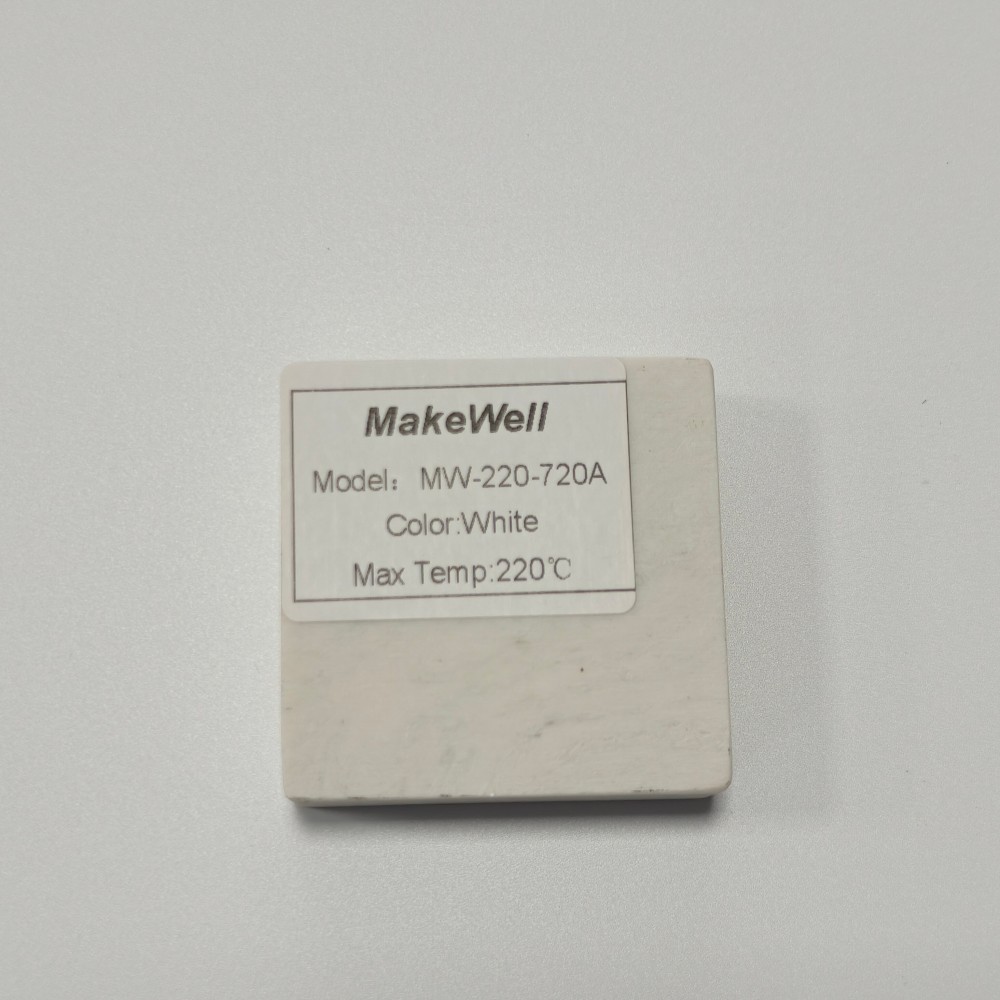 MakeWell
Model：MW-220-720A
Color:White
Max Temp:220℃